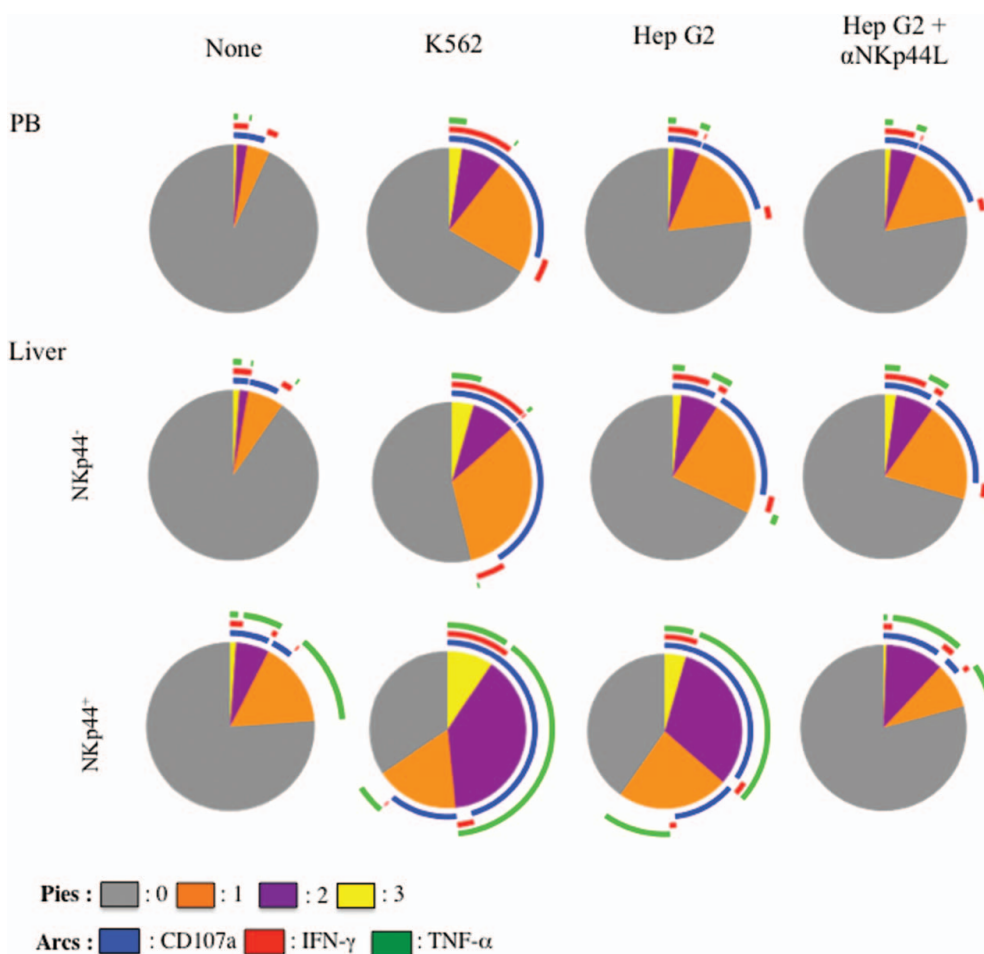 None K562 Hep G2 Hep G2 + αNKp44L
PB
Liver
NKp44⁻
NKp44⁺
Pies : : 0 : 1 : 2 : 3
Arcs : : CD107a : IFN-γ : TNF-α